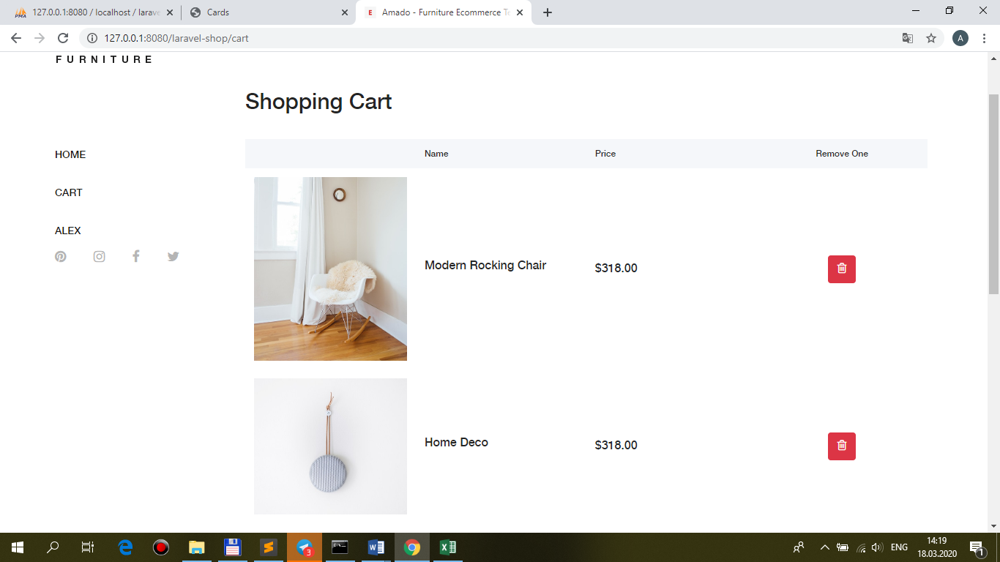 127.0.0.1:8080 / localhost / larave
Cards
Amado - Furniture Ecommerce Te
127.0.0.1:8080/laravel-shop/cart
A
FURNITURE
Shopping Cart
HOME
CART
ALEX
Name Price Remove One
Modern Rocking Chair $318.00
Home Deco $318.00
3
ENG
14:19
18.03.2020
1